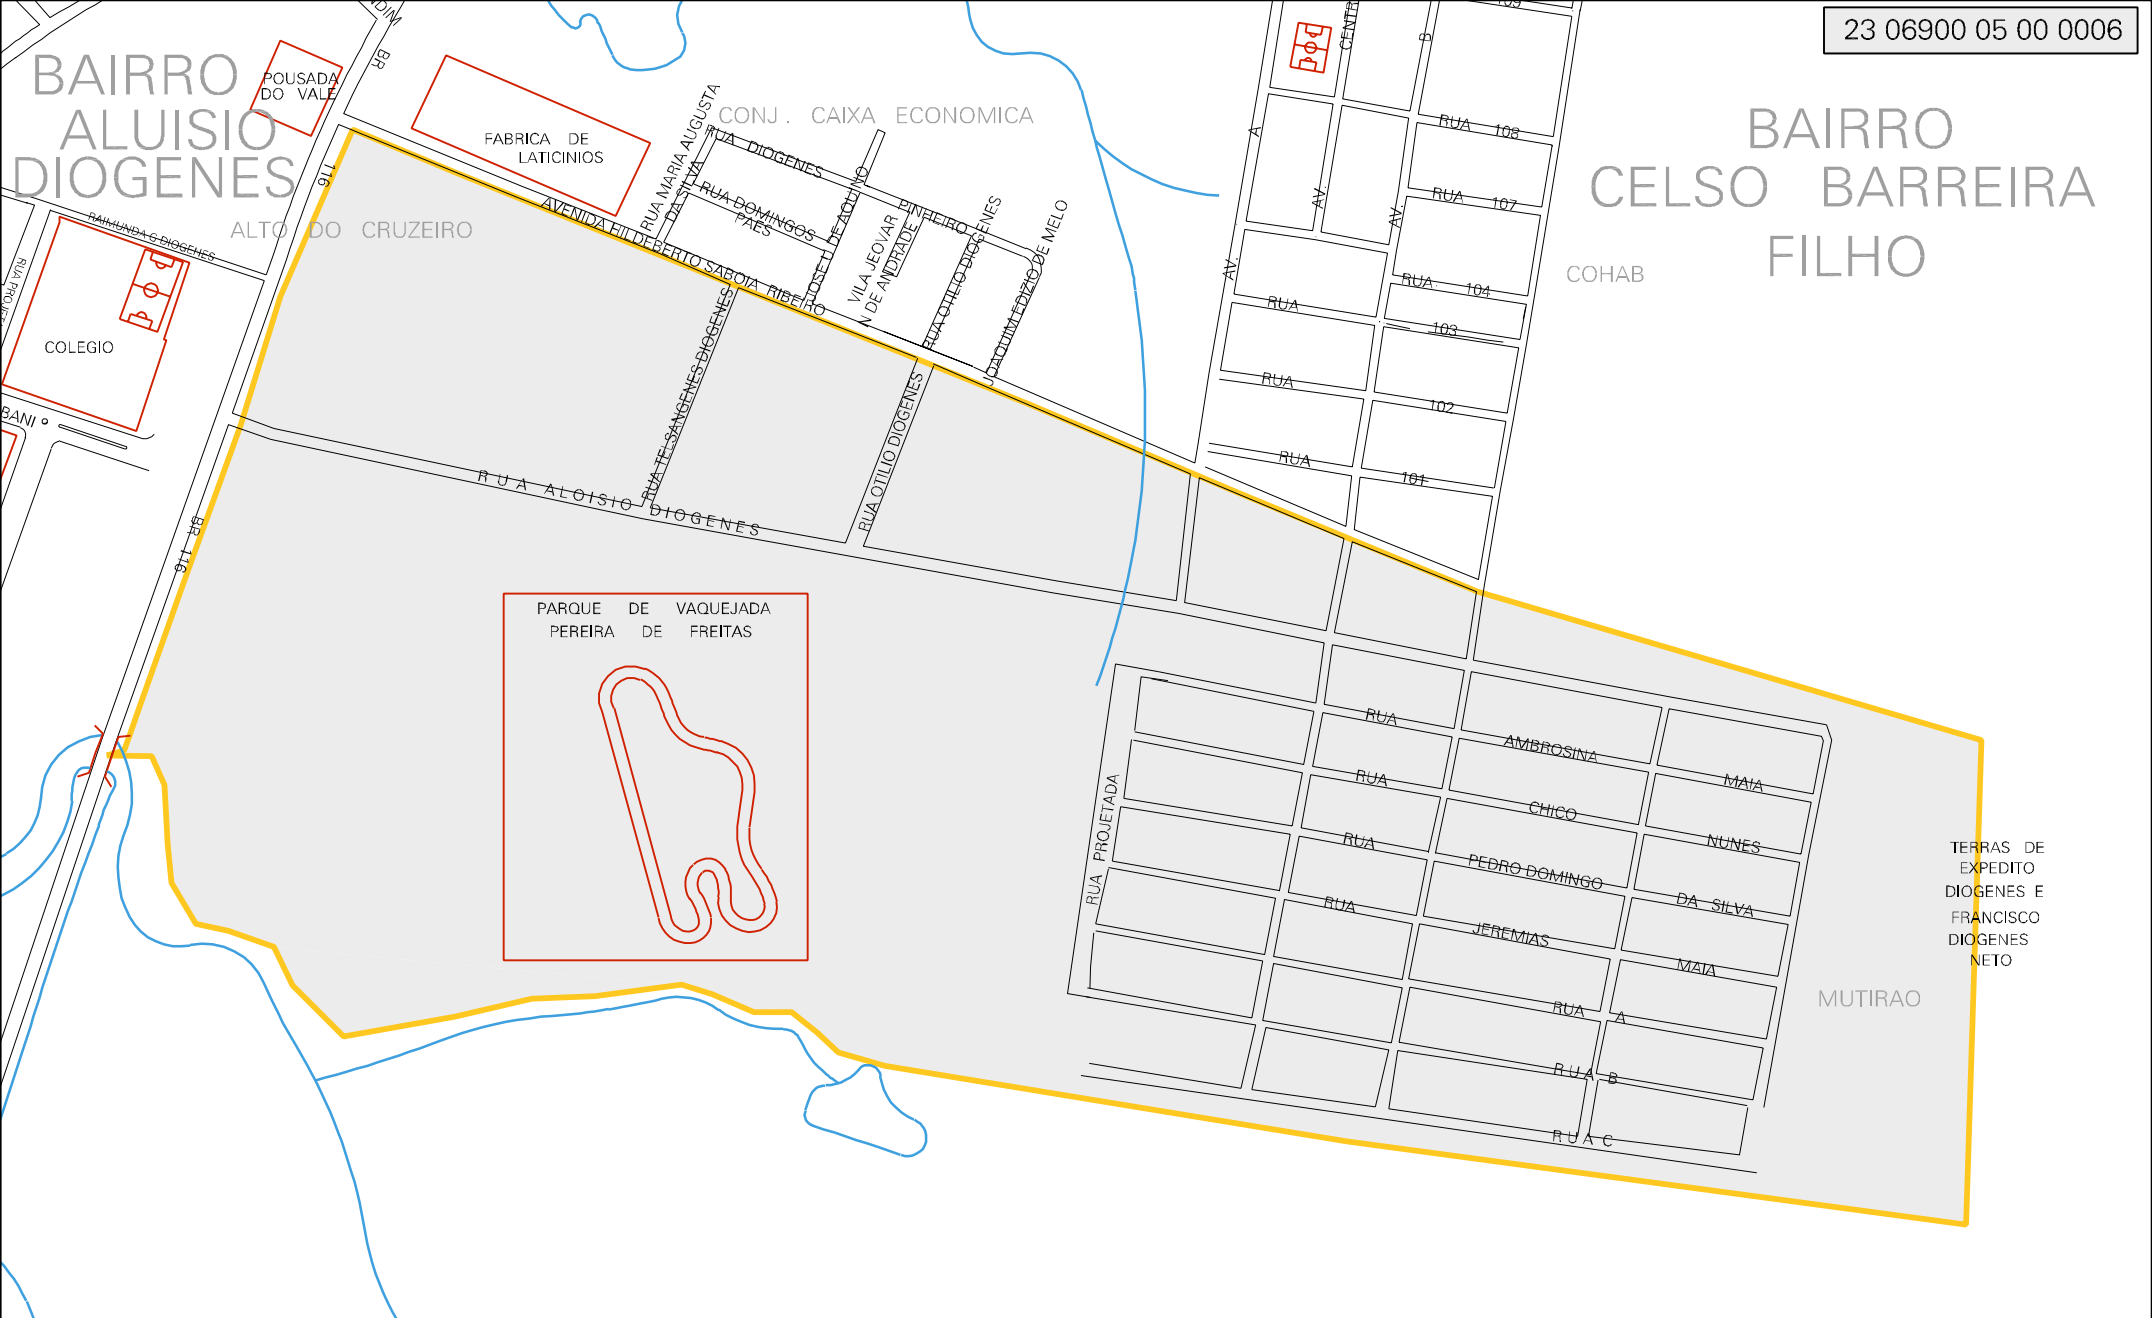 23 06900 05 00 0006
BAIRRO
ALUISIO
DIOGENES
POUSADA
DO VALE
BR
116
FABRICA DE
LATICINIOS
CONJ. CAIXA ECONOMICA
RUA MARIA AUGUSTA
DA SILVA
RUA DIOGENES PINHEIRO
RUA DOMINGOS
PAES
AVENIDA HILDEBERTO SABOIA RIBEIRO
JOSE U DE AQUINO
VILA JEOVAR
N DE ANDRADE
RUA OTILIO DIOGENES
JOAQUIM EDIZIO DE MELO
AV. A
AV. CENTR
AV. B
109
RUA 108
RUA 107
RUA 104
RUA 103
RUA 102
RUA 101
BAIRRO
CELSO BARREIRA
FILHO
COHAB
ALTO DO CRUZEIRO
RAIMUNDA G DIOGENES
RUA PROJET
COLEGIO
BANI
BR 116
RUA TELSANGENES DIOGENES
RUA OTILIO DIOGENES
RUA ALOISIO DIOGENES
PARQUE DE VAQUEJADA
PEREIRA DE FREITAS
RUA PROJETADA
RUA AMBROSINA MAIA
RUA CHICO NUNES
RUA PEDRO DOMINGO DA SILVA
RUA JEREMIAS MAIA
RUA A
RUA B
RUA C
MUTIRAO
TERRAS DE
EXPEDITO
DIOGENES E
FRANCISCO
DIOGENES
NETO